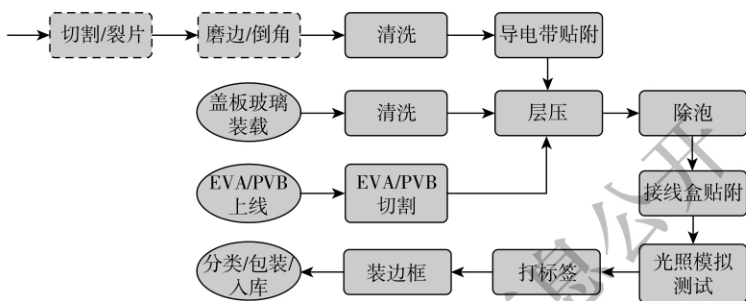 切割/裂片
磨边/倒角
清洗
导电带贴附
盖板玻璃
装载
清洗
层压
除泡
EVA/PVB
上线
EVA/PVB
切割
接线盒贴附
分类/包装/
入库
装边框
打标签
光照模拟
测试
息公开